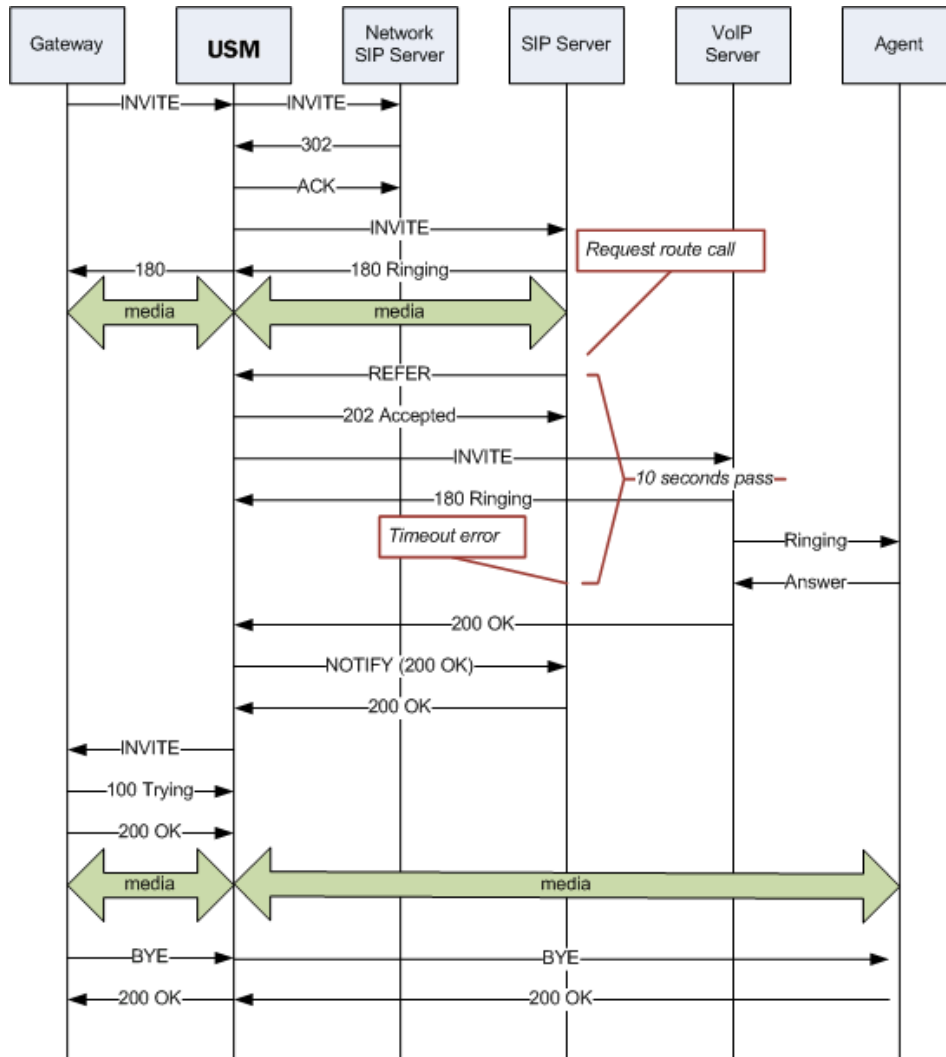 Gateway
USM
Network
SIP Server
SIP Server
VoIP
Server
Agent
INVITE
INVITE
302
ACK
INVITE
Request route call
180
180 Ringing
media
media
REFER
202 Accepted
INVITE
10 seconds pass
180 Ringing
Timeout error
Ringing
Answer
200 OK
NOTIFY (200 OK)
200 OK
INVITE
100 Trying
200 OK
media
media
BYE
BYE
200 OK
200 OK